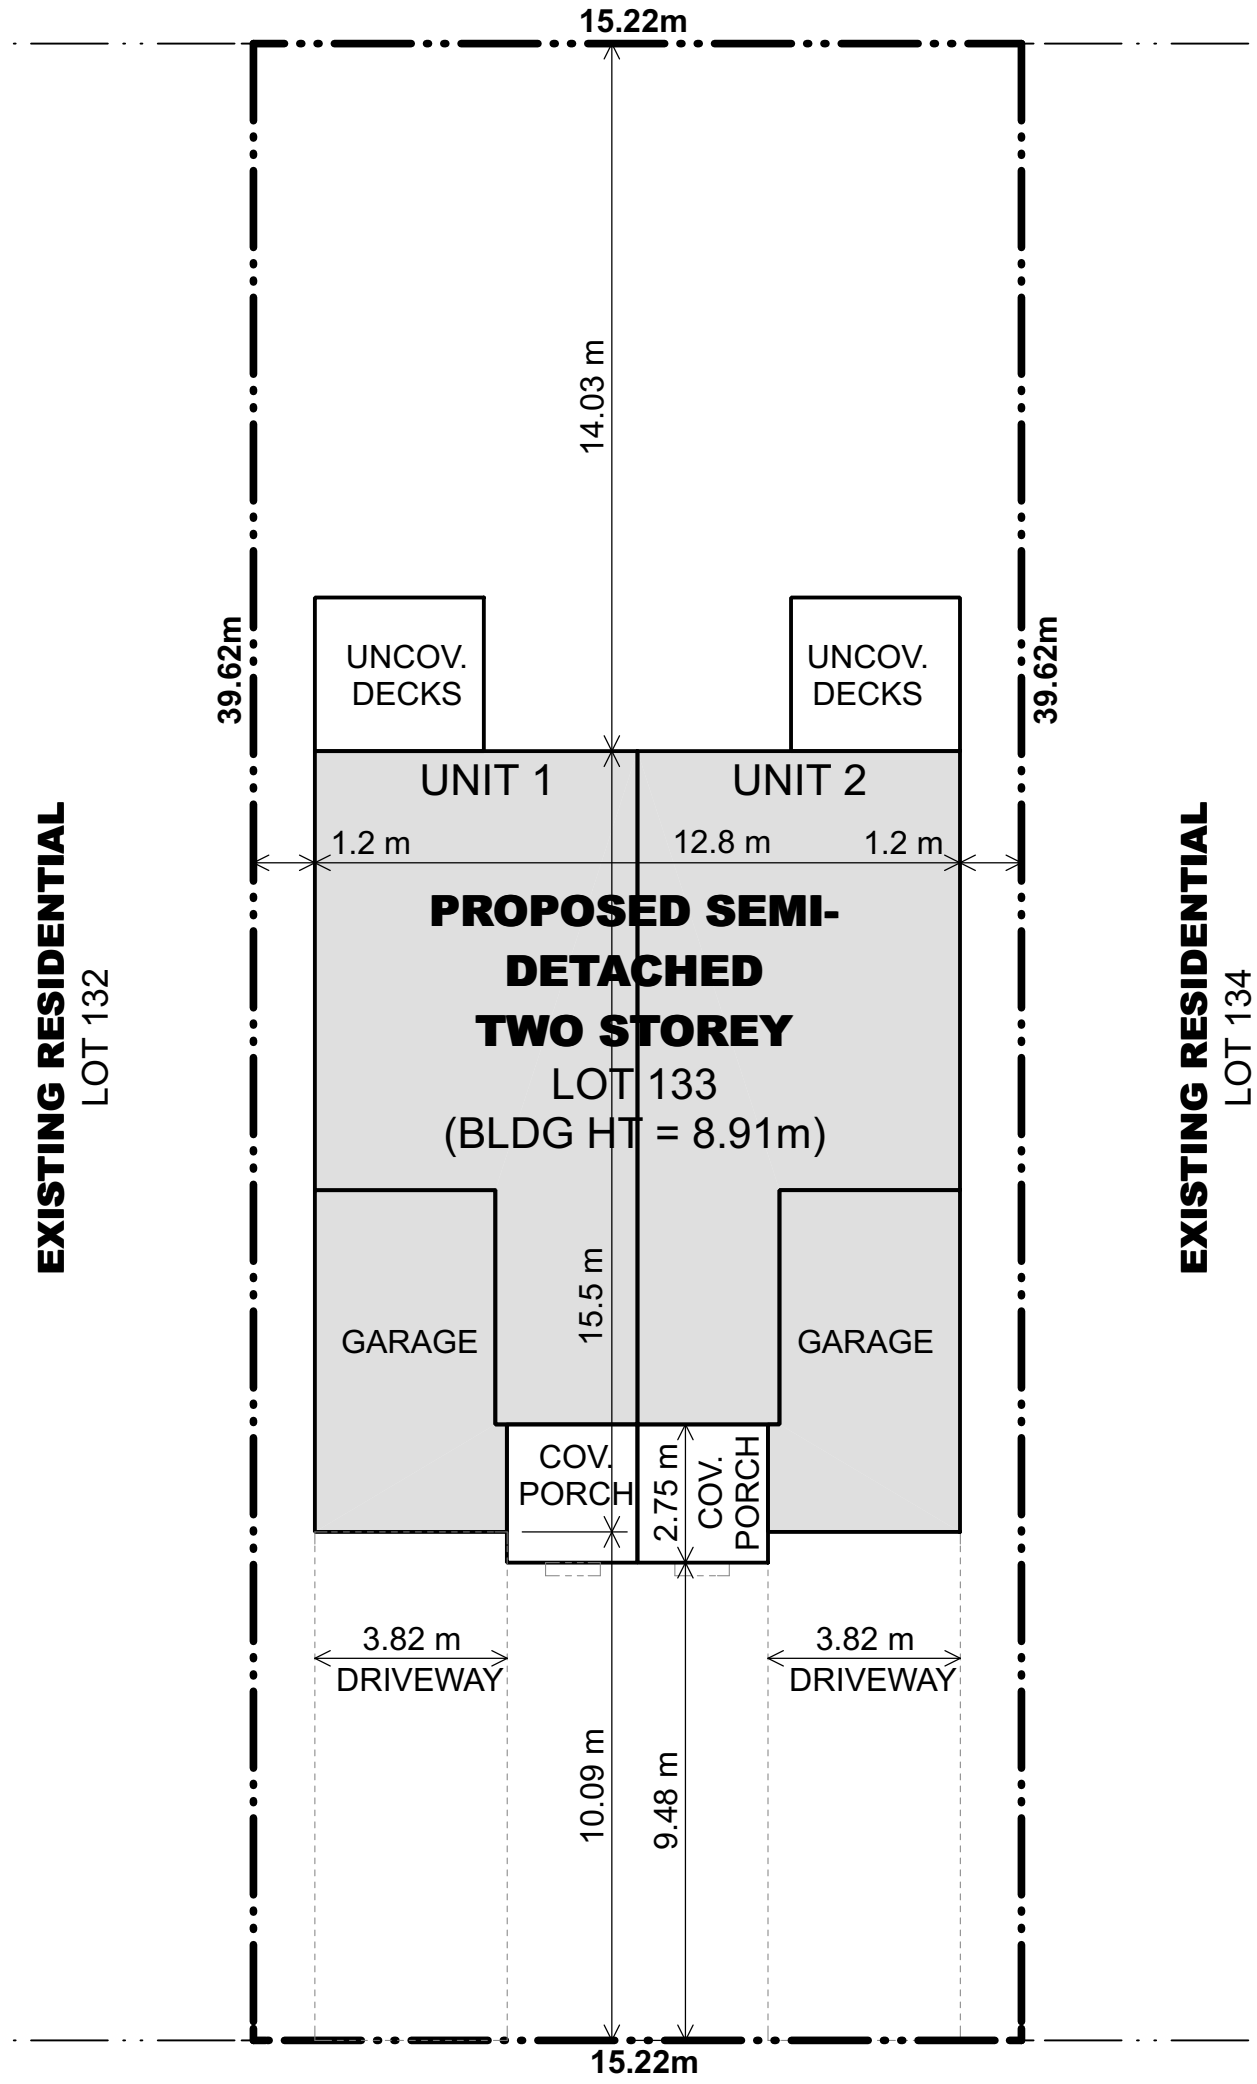 15.22m
14.03 m
39.62m
39.62m
UNCOV.
DECKS
UNCOV.
DECKS
UNIT 1
UNIT 2
1.2 m
12.8 m
1.2 m
PROPOSED SEMI-
DETACHED
TWO STOREY
LOT 133
(BLDG HT = 8.91m)
EXISTING RESIDENTIAL
LOT 132
EXISTING RESIDENTIAL
LOT 134
15.5 m
GARAGE
GARAGE
COV.
PORCH
2.75 m
COV.
PORCH
3.82 m
DRIVEWAY
3.82 m
DRIVEWAY
10.09 m
9.48 m
15.22m